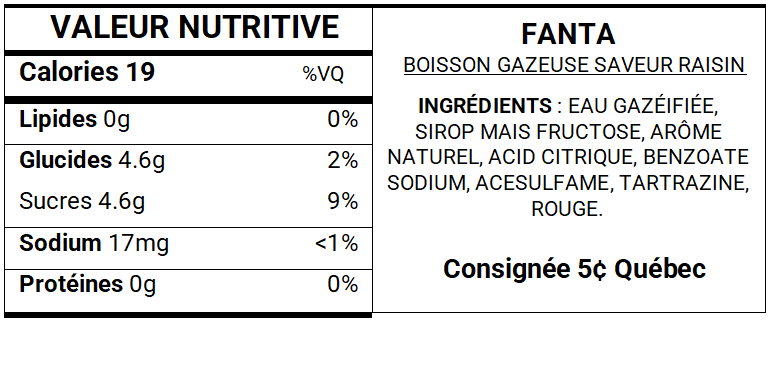 VALEUR NUTRITIVE
Calories 19 %VQ
Lipides 0g 0%
Glucides 4.6g 2%
Sucres 4.6g 9%
Sodium 17mg <1%
Protéines 0g 0%
FANTA
BOISSON GAZEUSE SAVEUR RAISIN
INGRÉDIENTS : EAU GAZÉIFIÉE,
SIROP MAIS FRUCTOSE, ARÔME
NATUREL, ACID CITRIQUE, BENZOATE
SODIUM, ACESULFAME, TARTRAZINE,
ROUGE.
Consignée 5¢ Québec